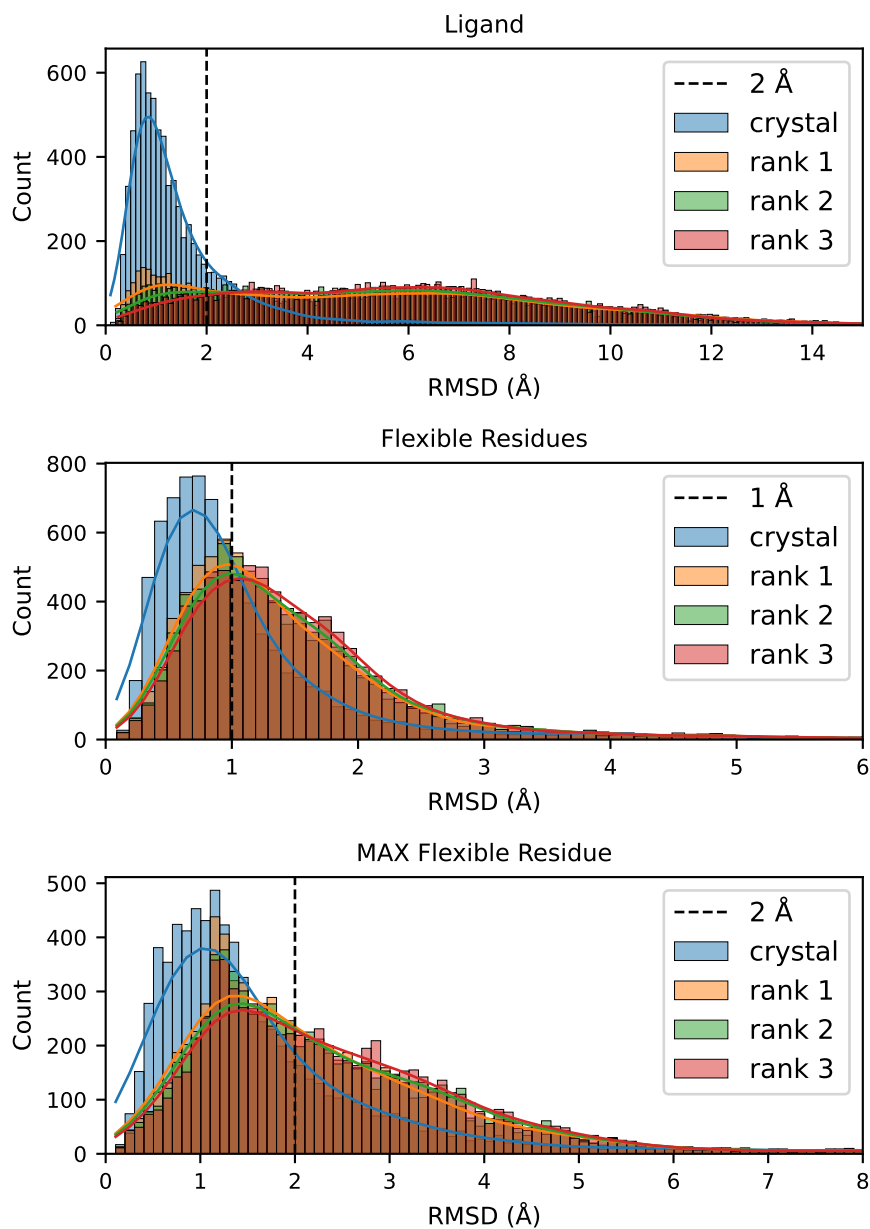 Ligand
600
400
200
0
Count
0 2 4 6 8 10 12 14
RMSD (Å)
2 Å
crystal
rank 1
rank 2
rank 3
Flexible Residues
800
600
400
200
0
Count
0 1 2 3 4 5 6
RMSD (Å)
1 Å
crystal
rank 1
rank 2
rank 3
MAX Flexible Residue
500
400
300
200
100
0
Count
0 1 2 3 4 5 6 7 8
RMSD (Å)
2 Å
crystal
rank 1
rank 2
rank 3